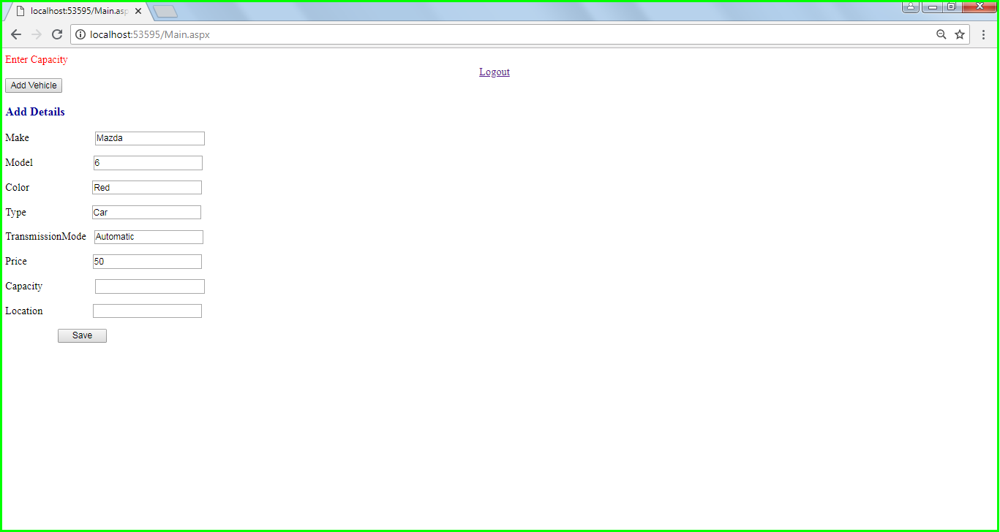 localhost:53595/Main.asp
localhost:53595/Main.aspx
Enter Capacity
Logout
Add Vehicle
Add Details
Make Mazda
Model 6
Color Red
Type Car
TransmissionMode Automatic
Price 50
Capacity
Location
Save